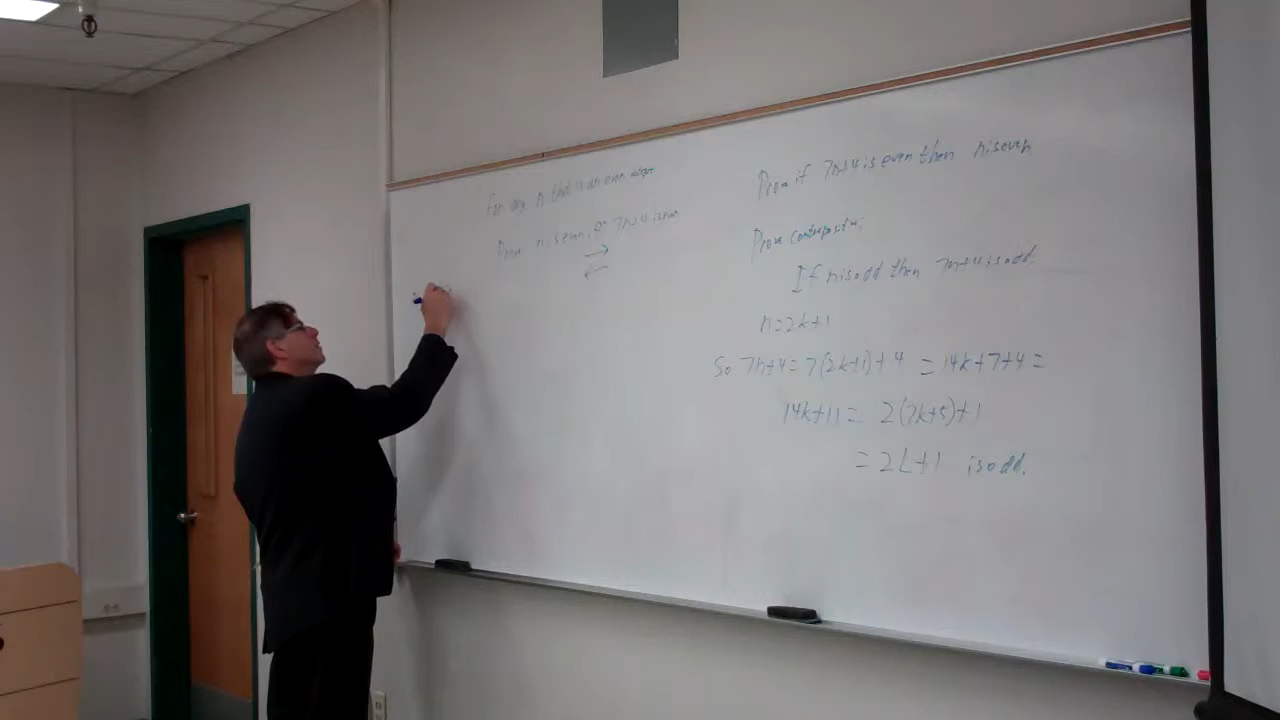 For any n that is an even integer
Prove n is even iff 7n+4 is even
→
←
Prove if 7n+4 is even then n is even
Prove contrapositive:
If n is odd then 7n+4 is odd.
n=2k+1
So 7n+4 = 7(2k+1)+4 = 14k+7+4 =
14k+11 = 2(7k+5)+1
= 2L+1 is odd.